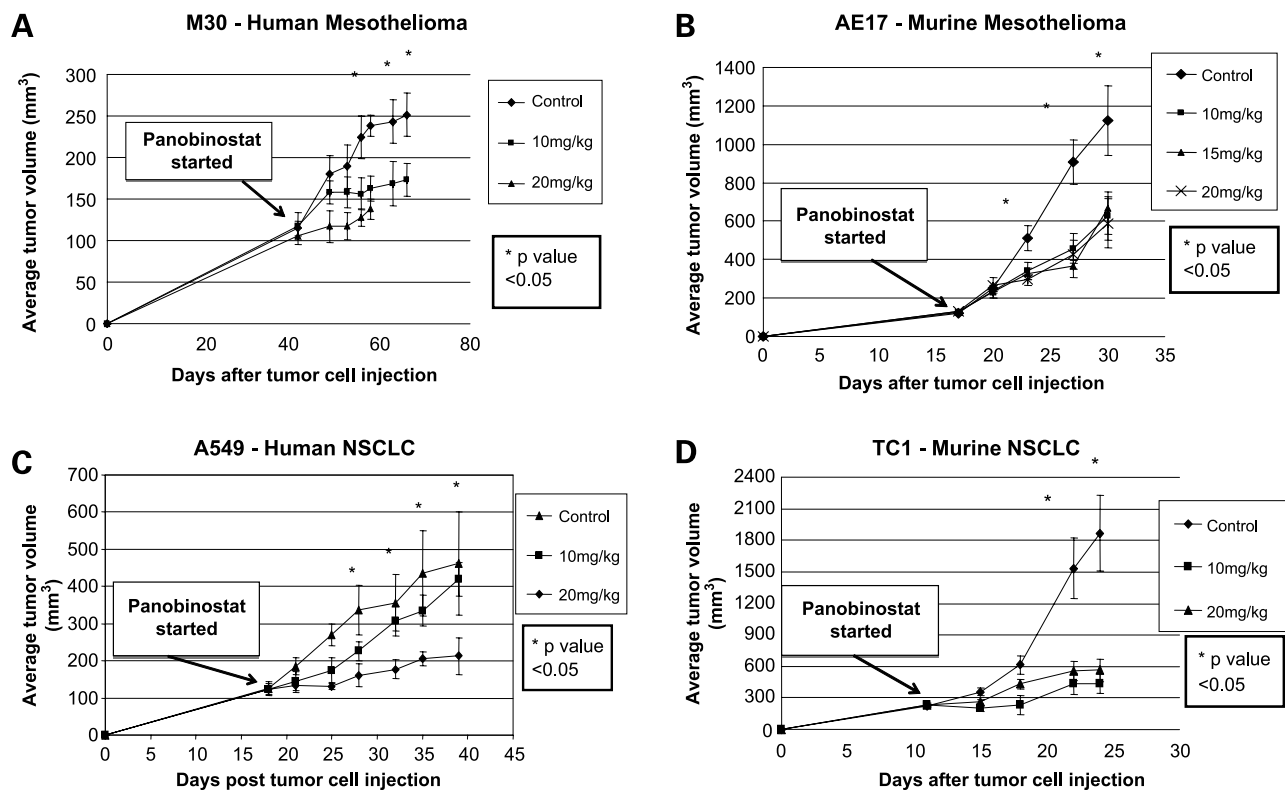 A
M30 - Human Mesothelioma
Average tumor volume (mm³)
300
250
200
150
100
50
0
0
20
40
60
80
Days after tumor cell injection
Panobinostat
started
*
*
*
Control
10mg/kg
20mg/kg
* p value
<0.05
B
AE17 - Murine Mesothelioma
Average tumor volume (mm³)
1400
1200
1000
800
600
400
200
0
0
5
10
15
20
25
30
35
Days after tumor cell injection
Panobinostat
started
*
*
*
Control
10mg/kg
15mg/kg
20mg/kg
* p value
<0.05
C
A549 - Human NSCLC
Average tumor volume
(mm³)
700
600
500
400
300
200
100
0
0
5
10
15
20
25
30
35
40
45
Days post tumor cell injection
Panobinostat
started
*
*
*
*
Control
10mg/kg
20mg/kg
* p value
<0.05
D
TC1 - Murine NSCLC
Average tumor volume
(mm³)
2400
2100
1800
1500
1200
900
600
300
0
0
5
10
15
20
25
30
Days after tumor cell injection
Panobinostat
started
*
*
Control
10mg/kg
20mg/kg
* p value
<0.05